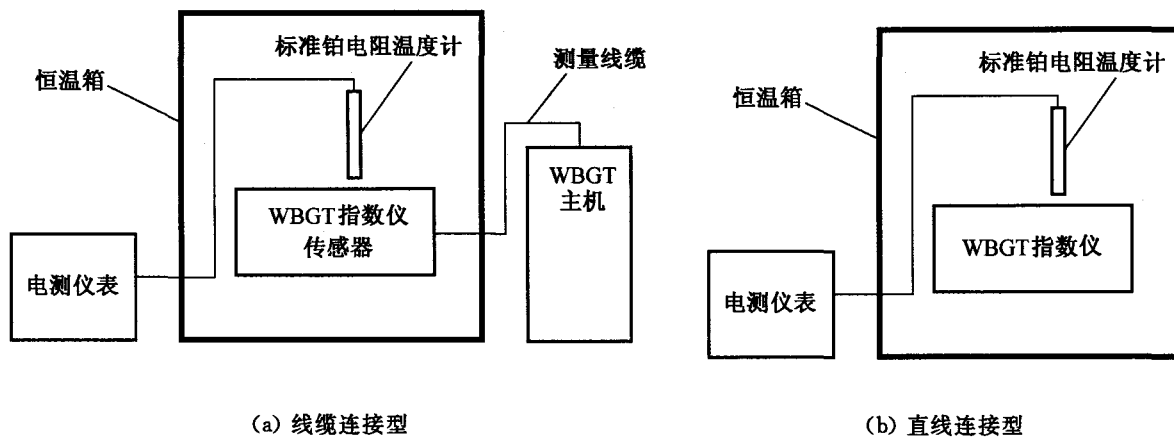 标准铂电阻温度计
恒温箱
测量线缆
WBGT
主机
WBGT指数仪
传感器
电测仪表
(a) 线缆连接型
标准铂电阻温度计
恒温箱
WBGT指数仪
电测仪表
(b) 直线连接型